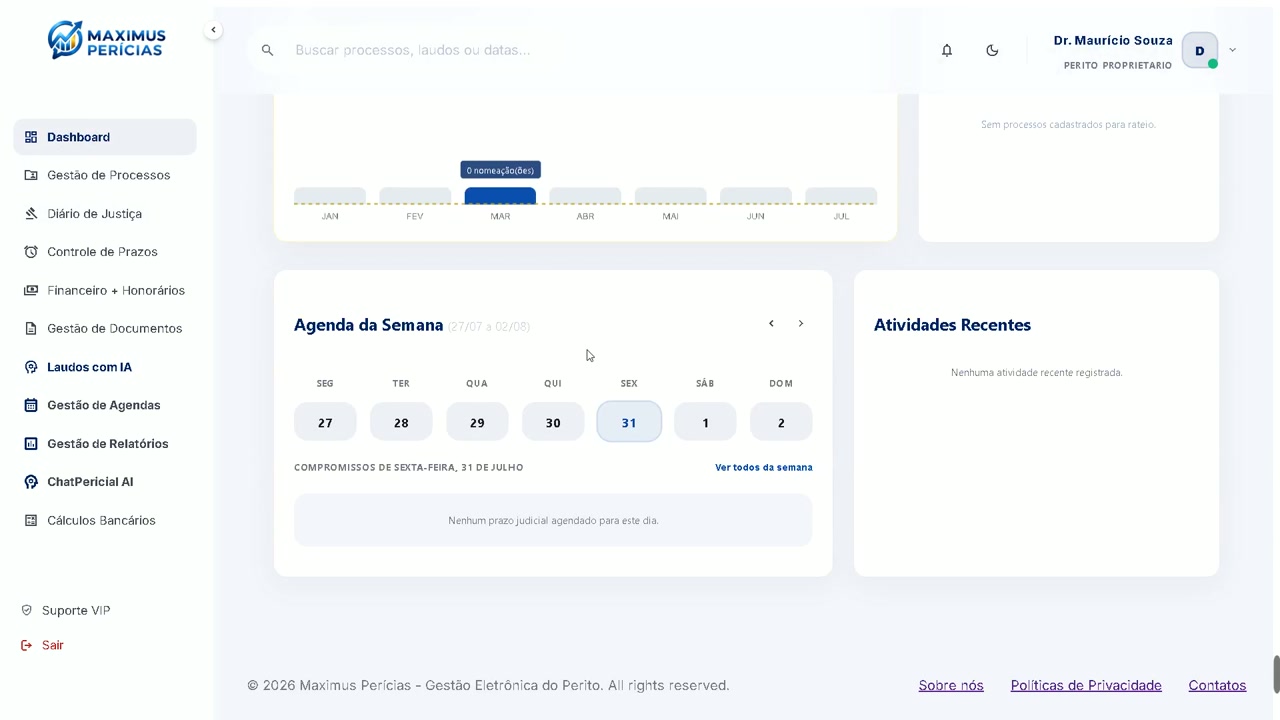 MAXIMUS
PERÍCIAS
Buscar processos, laudos ou datas...
Dr. Maurício Souza
PERITO PROPRIETARIO
D
Dashboard
Gestão de Processos
Diário de Justiça
Controle de Prazos
Financeiro + Honorários
Gestão de Documentos
Laudos com IA
Gestão de Agendas
Gestão de Relatórios
ChatPericial AI
Cálculos Bancários
Suporte VIP
Sair
Sem processos cadastrados para rateio.
0 nomeação(ões)
JAN FEV MAR ABR MAI JUN JUL
Agenda da Semana (27/07 a 02/08)
SEG TER QUA QUI SEX SÁB DOM
27 28 29 30 31 1 2
COMPROMISSOS DE SEXTA-FEIRA, 31 DE JULHO
Ver todos da semana
Nenhum prazo judicial agendado para este dia.
Atividades Recentes
Nenhuma atividade recente registrada.
© 2026 Maximus Perícias - Gestão Eletrônica do Perito. All rights reserved.
Sobre nós Políticas de Privacidade Contatos